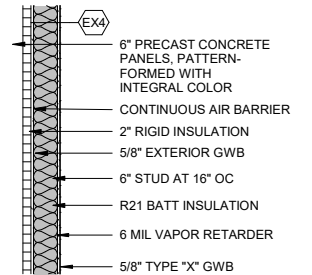 EX4
6" PRECAST CONCRETE
PANELS, PATTERN-
FORMED WITH
INTEGRAL COLOR
CONTINUOUS AIR BARRIER
2" RIGID INSULATION
5/8" EXTERIOR GWB
6" STUD AT 16" OC
R21 BATT INSULATION
6 MIL VAPOR RETARDER
5/8" TYPE "X" GWB